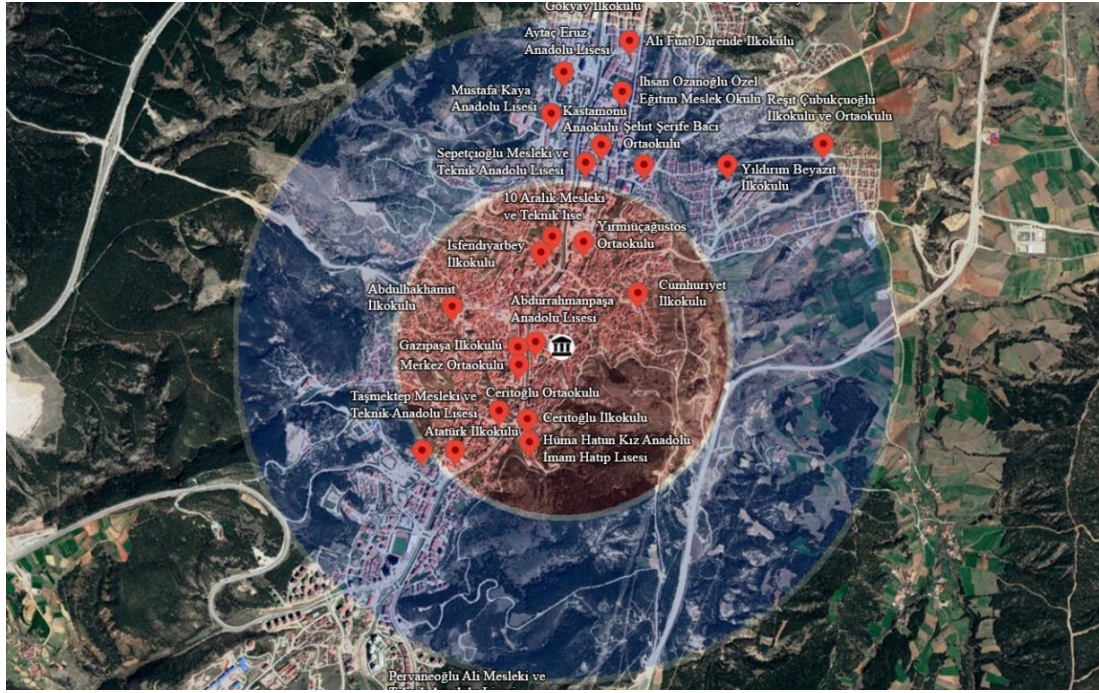 Gökyay İlkokulu
Aytaç Eruz
Anadolu Lisesi
Ali Fuat Darende İlkokulu
Mustafa Kaya
Anadolu Lisesi
İhsan Ozanoğlu Özel
Eğitim Meslek Okulu
Reşit Çubukçuoğlu
İlkokulu ve Ortaokulu
Kastamonu
Anaokulu
Şehit Şerife Bacı
Ortaokulu
Sepetçioğlu Mesleki ve
Teknik Anadolu Lisesi
Yıldırım Beyazıt
İlkokulu
10 Aralık Mesleki
ve Teknik lise
Yirmiüçağustos
Ortaokulu
İsfendiyarbey
İlkokulu
Abdulhakhamit
İlkokulu
Cumhuriyet
İlkokulu
Abdurrahmanpaşa
Anadolu Lisesi
Gazipaşa İlkokulu
Merkez Ortaokulu
Taşmektep Mesleki ve
Teknik Anadolu Lisesi
Ceritoğlu Ortaokulu
Ceritoğlu İlkokulu
Atatürk İlkokulu
Hüma Hatun Kız Anadolu
İmam Hatip Lisesi
Pervaneoğlu Ali Mesleki ve
Teknik Anadolu Lisesi